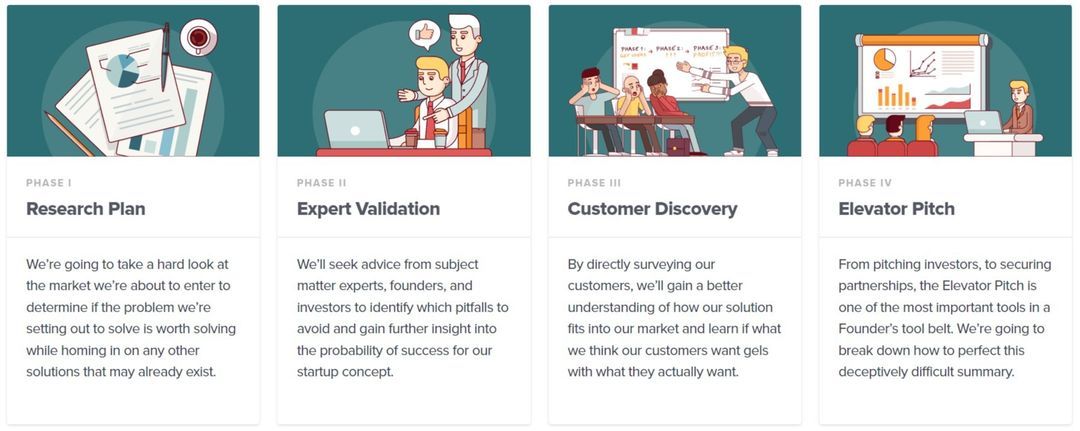 PHASE 1: PHASE 2: PHASE 3:
PHASE I
Research Plan
We're going to take a hard look at
the market we're about to enter to
determine if the problem we're
setting out to solve is worth solving
while homing in on any other
solutions that may already exist.
PHASE II
Expert Validation
We'll seek advice from subject
matter experts, founders, and
investors to identify which pitfalls to
avoid and gain further insight into
the probability of success for our
startup concept.
PHASE III
Customer Discovery
By directly surveying our
customers, we'll gain a better
understanding of how our solution
fits into our market and learn if what
we think our customers want gels
with what they actually want.
PHASE IV
Elevator Pitch
From pitching investors, to securing
partnerships, the Elevator Pitch is
one of the most important tools in a
Founder's tool belt. We're going to
break down how to perfect this
deceptively difficult summary.